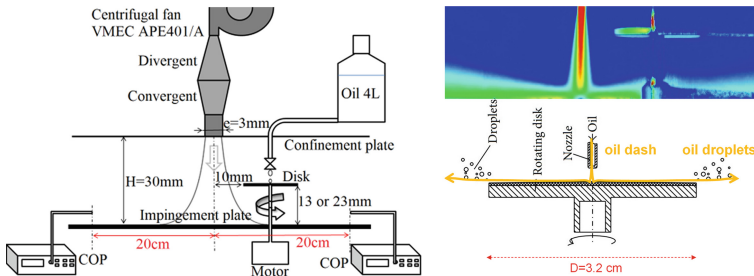 Centrifugal fan
VMEC APE401/A
Divergent
Convergent
Oil 4L
e=3mm
Confinement plate
H=30mm
10mm
Disk
13 or 23mm
Impingement plate
20cm
20cm
COP
Motor
COP
Droplets
Rotating disk
Nozzle
Oil
oil dash
oil droplets
D=3.2 cm